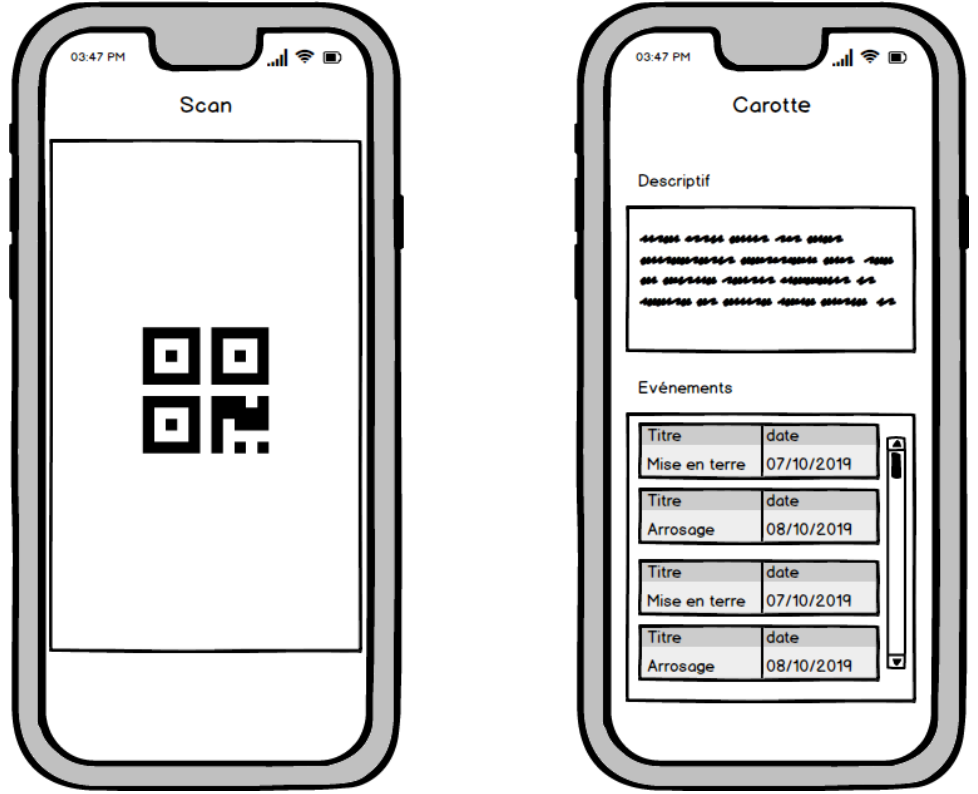 03:47 PM
Scan
03:47 PM
Carotte
Descriptif
Evénements
Titre date
Mise en terre 07/10/2019
Titre date
Arrosage 08/10/2019
Titre date
Mise en terre 07/10/2019
Titre date
Arrosage 08/10/2019